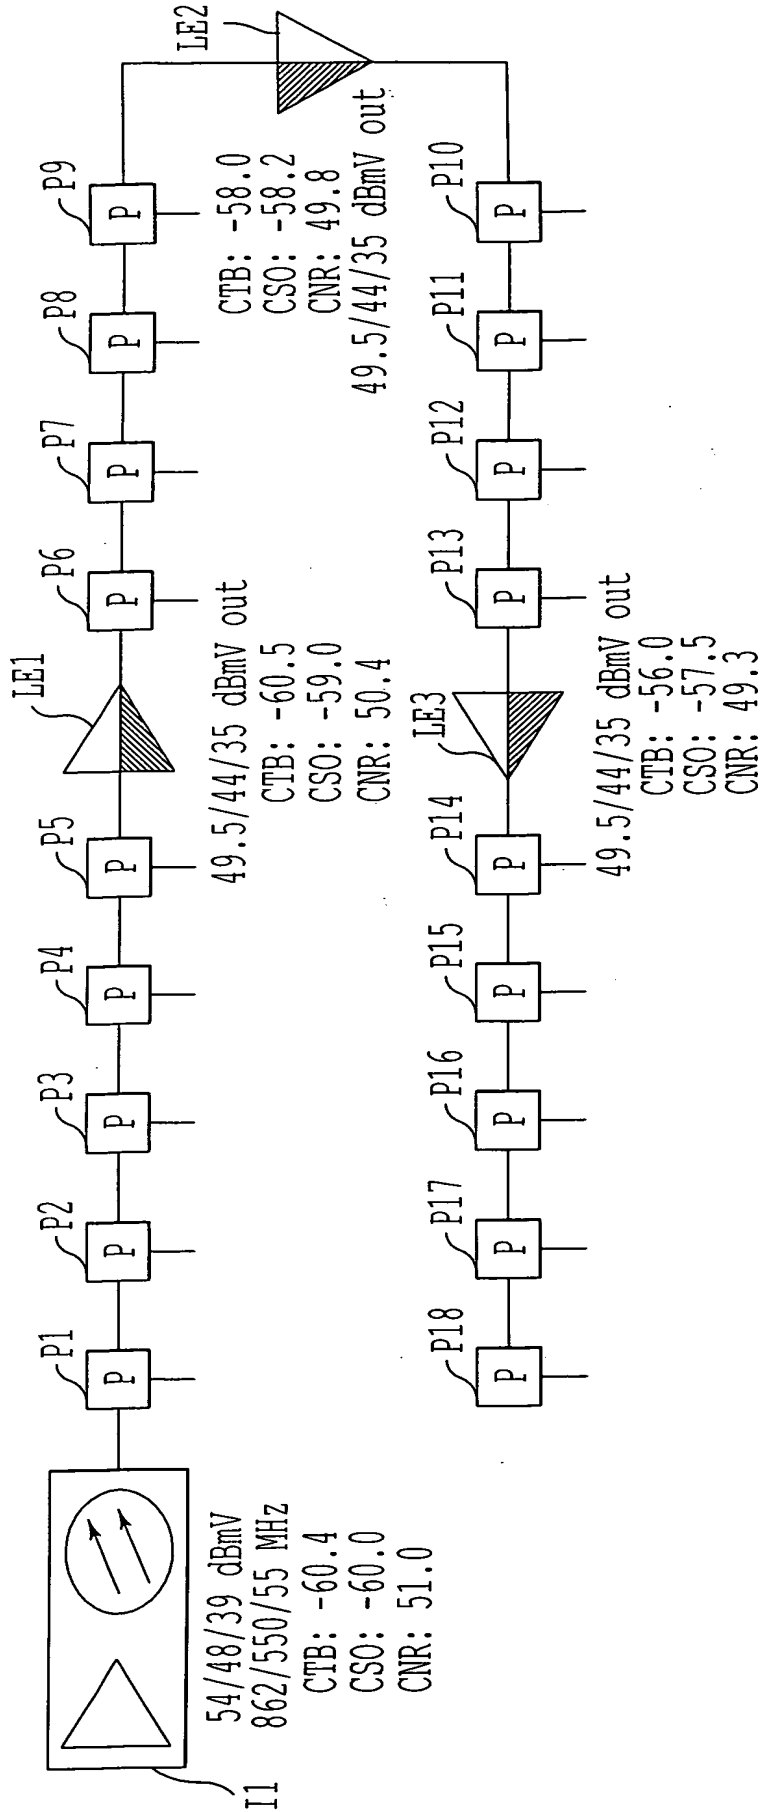 I1
54/48/39 dBmV
862/550/55 MHz
CTB: -60.4
CSO: -60.0
CNR: 51.0
P1
P
P2
P
P3
P
P4
P
P5
P
LE1
49.5/44/35 dBmV out
CTB: -60.5
CSO: -59.0
CNR: 50.4
P6
P
P7
P
P8
P
P9
P
LE2
CTB: -58.0
CSO: -58.2
CNR: 49.8
49.5/44/35 dBmV out
P18
P
P17
P
P16
P
P15
P
P14
P
LE3
49.5/44/35 dBmV out
CTB: -56.0
CSO: -57.5
CNR: 49.3
P13
P
P12
P
P11
P
P10
P